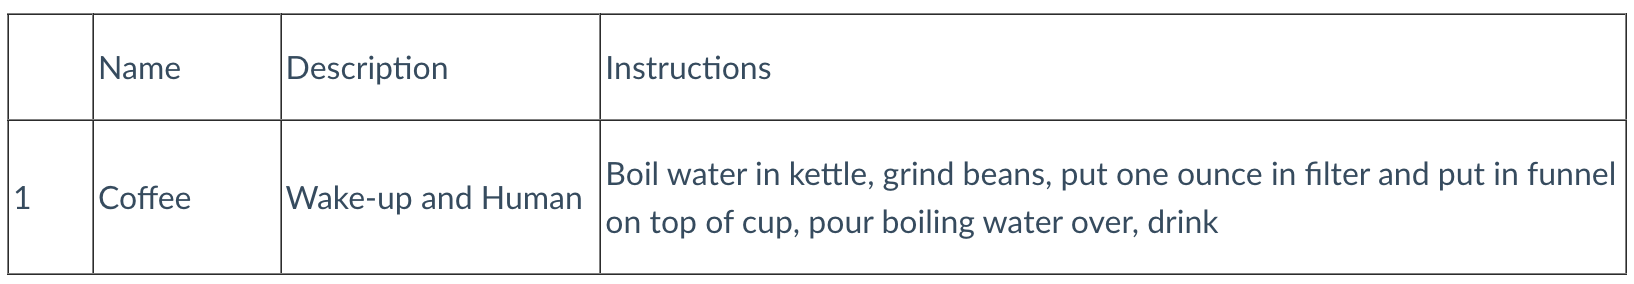 Name Description Instructions
1 Coffee Wake-up and Human Boil water in kettle, grind beans, put one ounce in filter and put in funnel
on top of cup, pour boiling water over, drink